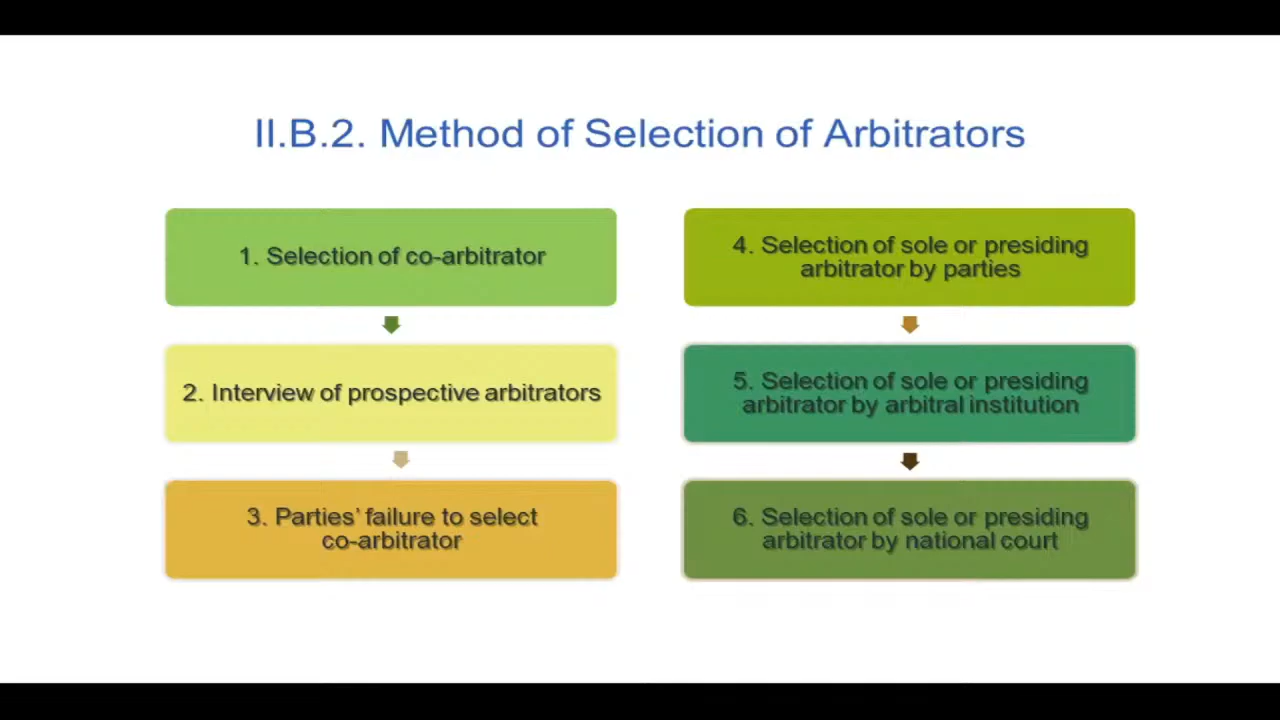 II.B.2. Method of Selection of Arbitrators
1. Selection of co-arbitrator
2. Interview of prospective arbitrators
3. Parties’ failure to select
co-arbitrator
4. Selection of sole or presiding
arbitrator by parties
5. Selection of sole or presiding
arbitrator by arbitral institution
6. Selection of sole or presiding
arbitrator by national court